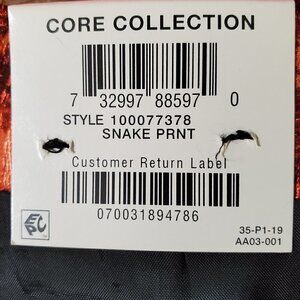 CORE COLLECTION
7 32997 88597 0
STYLE 100077378
SNAKE PRNT
Customer Return Label
070031894786
35-P1-19
AA03-001
EPC